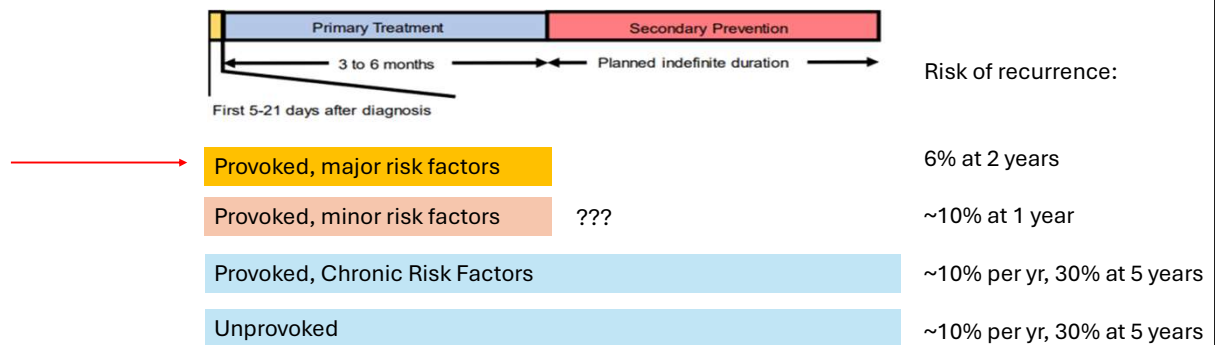 Primary Treatment
Secondary Prevention
3 to 6 months
Planned indefinite duration
Risk of recurrence:
First 5-21 days after diagnosis
Provoked, major risk factors
6% at 2 years
Provoked, minor risk factors
???
~10% at 1 year
Provoked, Chronic Risk Factors
~10% per yr, 30% at 5 years
Unprovoked
~10% per yr, 30% at 5 years